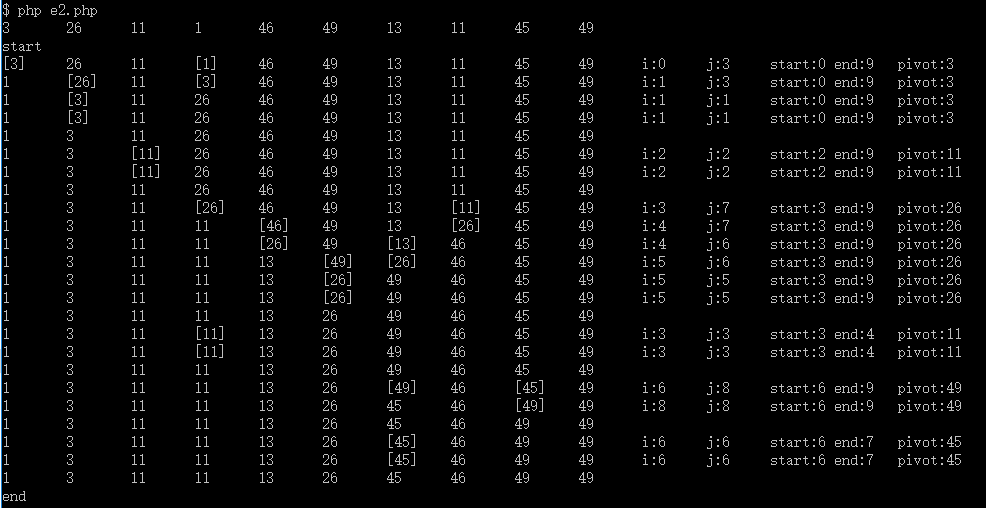 $ php e2.php
3 26 11 1 46 49 13 11 45 49
start
[3] 26 11 [1] 46 49 13 11 45 49 i:0 j:3 start:0 end:9 pivot:3
1 [26] 11 [3] 46 49 13 11 45 49 i:1 j:3 start:0 end:9 pivot:3
1 [3] 11 26 46 49 13 11 45 49 i:1 j:1 start:0 end:9 pivot:3
1 [3] 11 26 46 49 13 11 45 49 i:1 j:1 start:0 end:9 pivot:3
1 3 11 26 46 49 13 11 45 49
1 3 [11] 26 46 49 13 11 45 49 i:2 j:2 start:2 end:9 pivot:11
1 3 [11] 26 46 49 13 11 45 49 i:2 j:2 start:2 end:9 pivot:11
1 3 11 26 46 49 13 11 45 49
1 3 11 [26] 46 49 13 [11] 45 49 i:3 j:7 start:3 end:9 pivot:26
1 3 11 11 [46] 49 13 [26] 45 49 i:4 j:7 start:3 end:9 pivot:26
1 3 11 11 [26] 49 [13] 46 45 49 i:4 j:6 start:3 end:9 pivot:26
1 3 11 11 13 [49] [26] 46 45 49 i:5 j:6 start:3 end:9 pivot:26
1 3 11 11 13 [26] 49 46 45 49 i:5 j:5 start:3 end:9 pivot:26
1 3 11 11 13 [26] 49 46 45 49 i:5 j:5 start:3 end:9 pivot:26
1 3 11 11 13 26 49 46 45 49
1 3 11 [11] 13 26 49 46 45 49 i:3 j:3 start:3 end:4 pivot:11
1 3 11 [11] 13 26 49 46 45 49 i:3 j:3 start:3 end:4 pivot:11
1 3 11 11 13 26 49 46 45 49
1 3 11 11 13 26 [49] 46 [45] 49 i:6 j:8 start:6 end:9 pivot:49
1 3 11 11 13 26 45 46 [49] 49 i:8 j:8 start:6 end:9 pivot:49
1 3 11 11 13 26 45 46 49 49
1 3 11 11 13 26 [45] 46 49 49 i:6 j:6 start:6 end:7 pivot:45
1 3 11 11 13 26 [45] 46 49 49 i:6 j:6 start:6 end:7 pivot:45
1 3 11 11 13 26 45 46 49 49
end